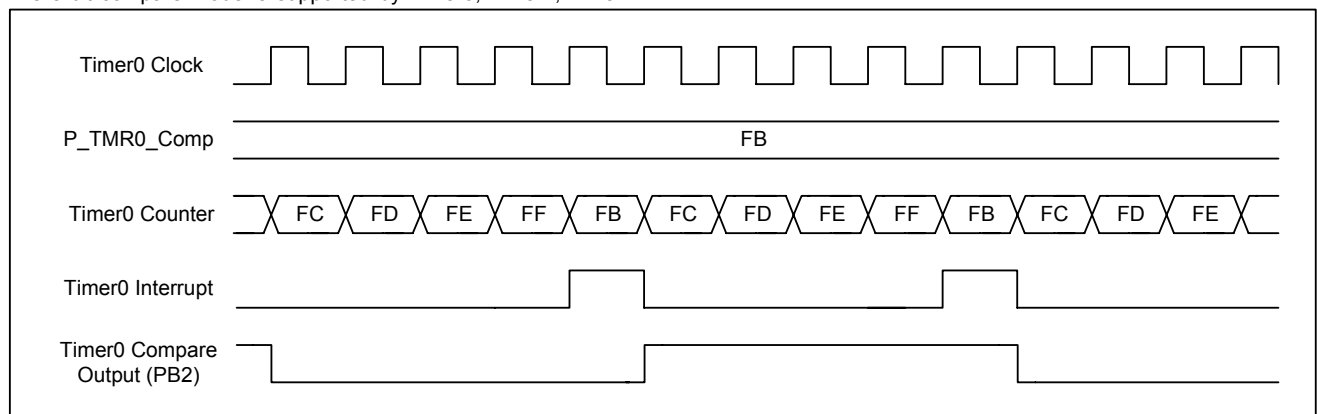 Timer0 Clock
P_TMR0_Comp
FB
Timer0 Counter
FC FD FE FF FB FC FD FE FF FB FC FD FE
Timer0 Interrupt
Timer0 Compare
Output (PB2)